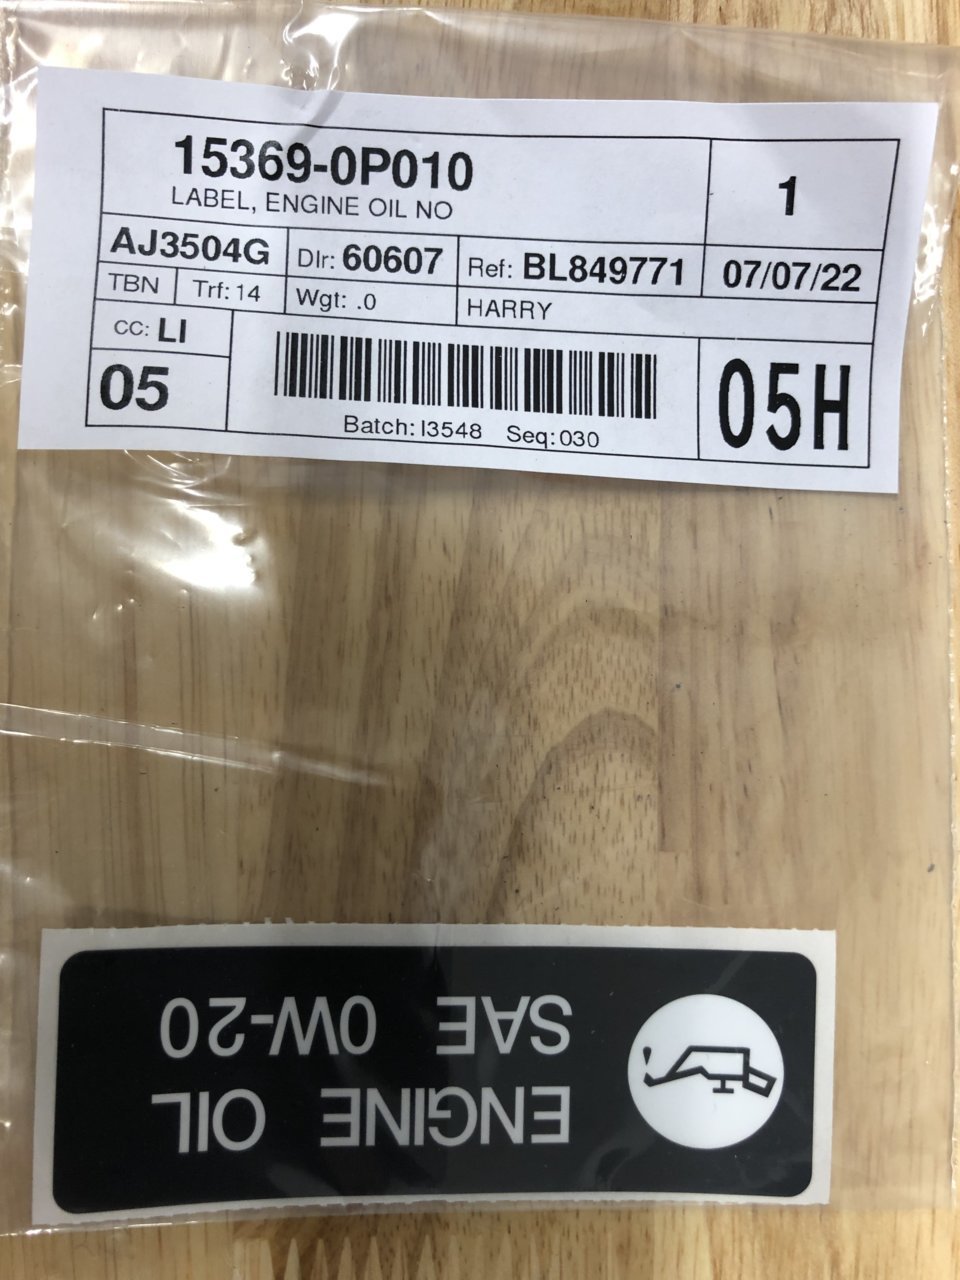 15369-0P010
LABEL, ENGINE OIL NO
1
AJ3504G
Dlr: 60607
Ref: BL849771
07/07/22
TBN
Trf: 14
Wgt: .0
HARRY
CC: LI
05
Batch: I3548 Seq: 030
05H
ENGINE OIL
SAE 0W-20